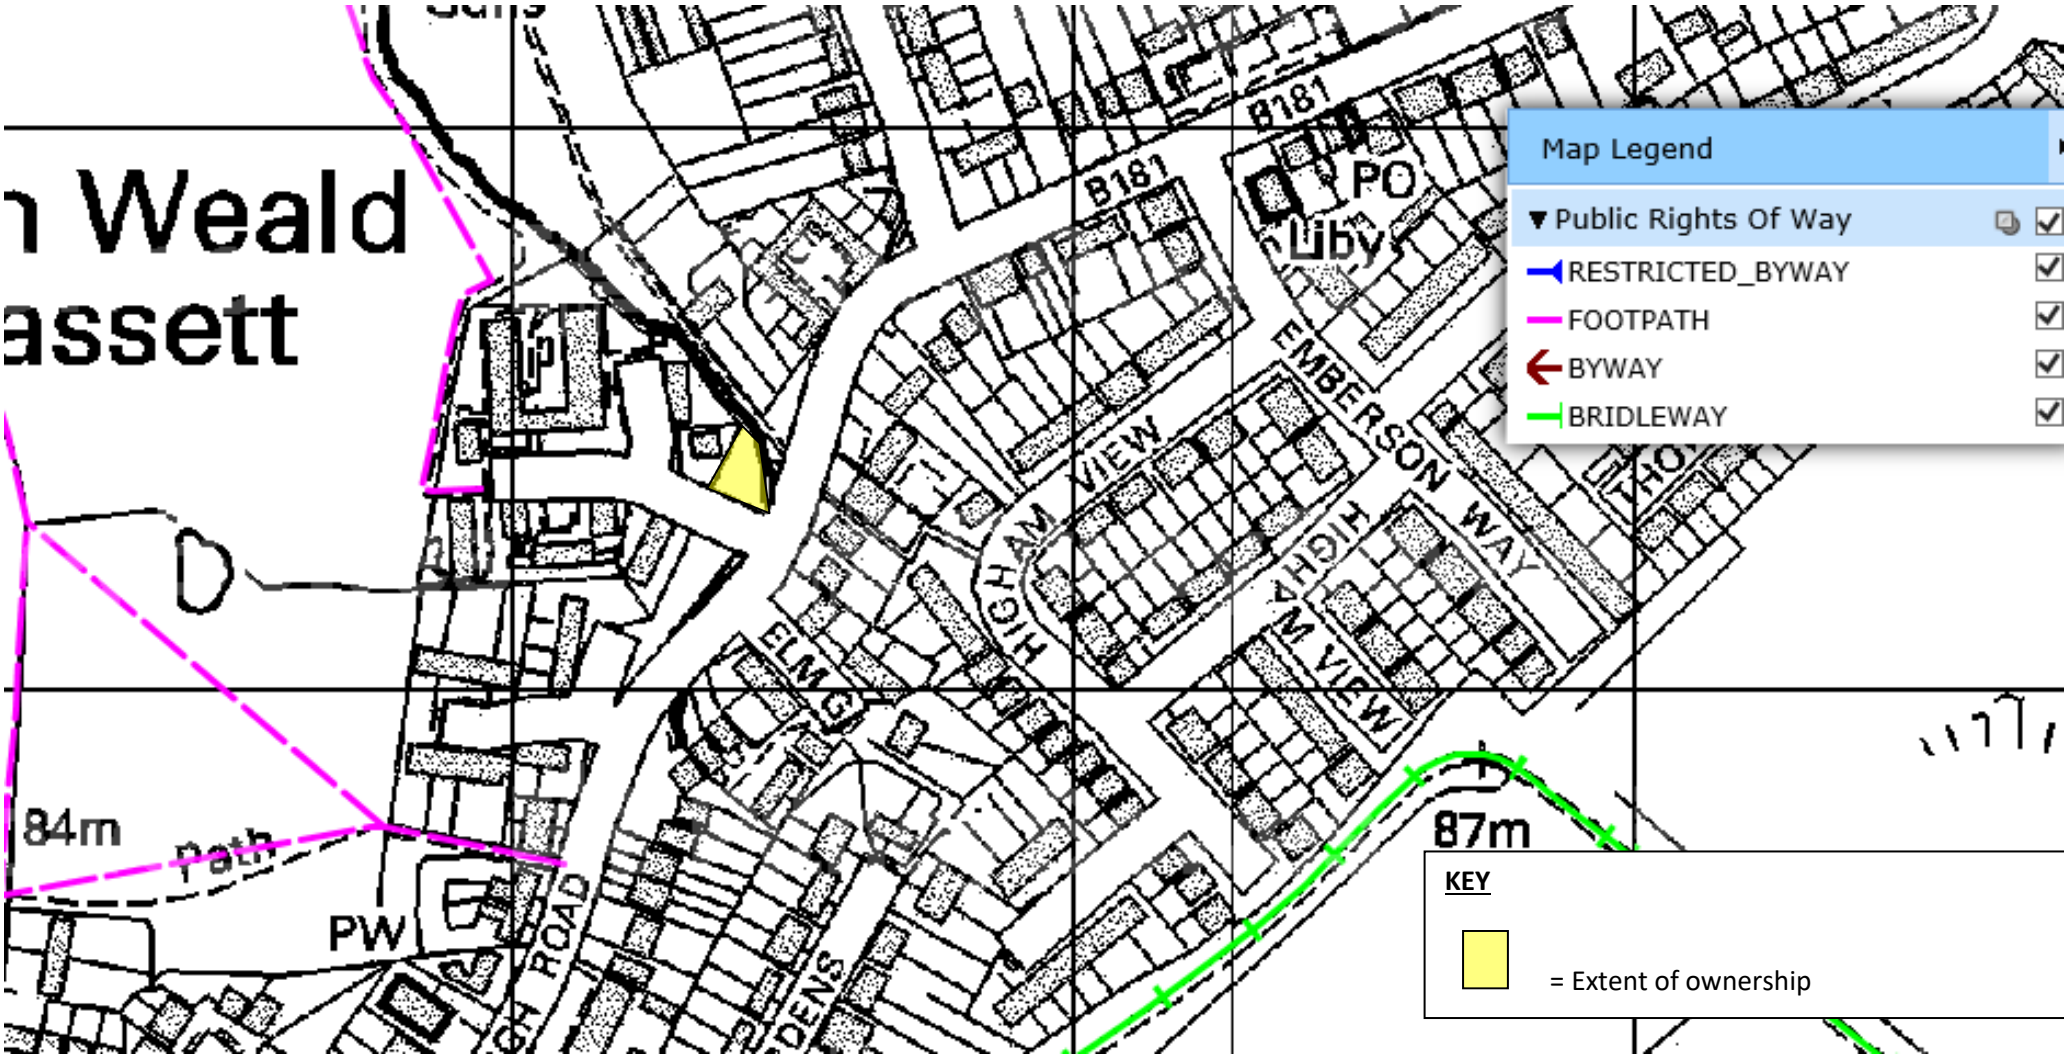 n Weald
assett
B181
B181
PO
Liby
Map Legend
Public Rights Of Way
RESTRICTED_BYWAY
FOOTPATH
BYWAY
BRIDLEWAY
EMBERSON WAY
HIGHAM VIEW
M VIEW
ELM G
84m
Path
PW
ROAD
DENS
87m
KEY
= Extent of ownership